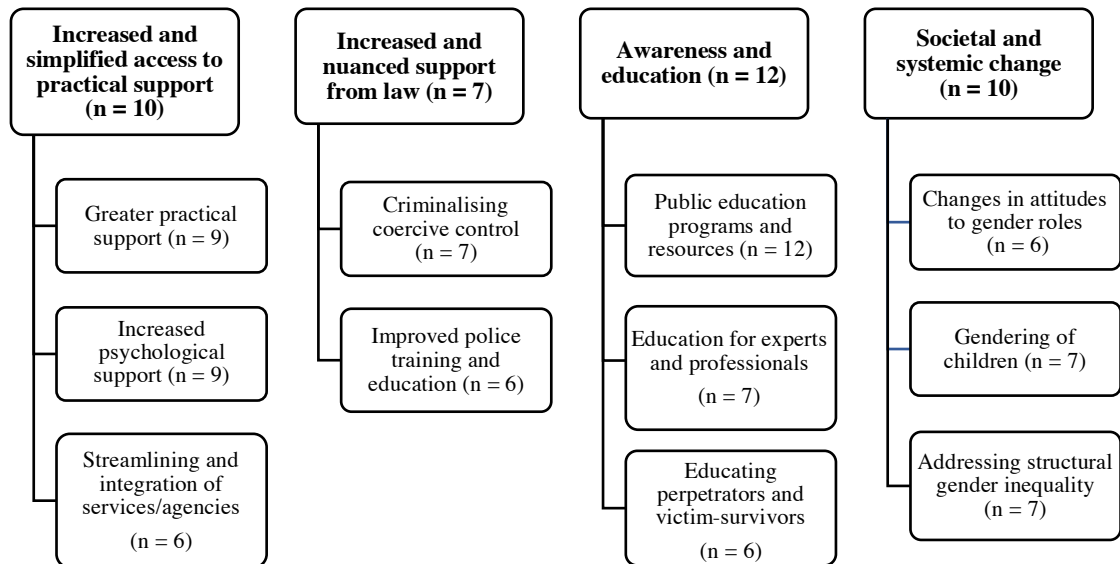 Increased and
simplified access to
practical support
(n = 10)
Greater practical
support (n = 9)
Increased
psychological
support (n = 9)
Streamlining and
integration of
services/agencies
(n = 6)
Increased and
nuanced support
from law (n = 7)
Criminalising
coercive control
(n = 7)
Improved police
training and
education (n = 6)
Awareness and
education (n = 12)
Public education
programs and
resources (n = 12)
Education for experts
and professionals
(n = 7)
Educating
perpetrators and
victim-survivors
(n = 6)
Societal and
systemic change
(n = 10)
Changes in attitudes
to gender roles
(n = 6)
Gendering of
children (n = 7)
Addressing structural
gender inequality
(n = 7)